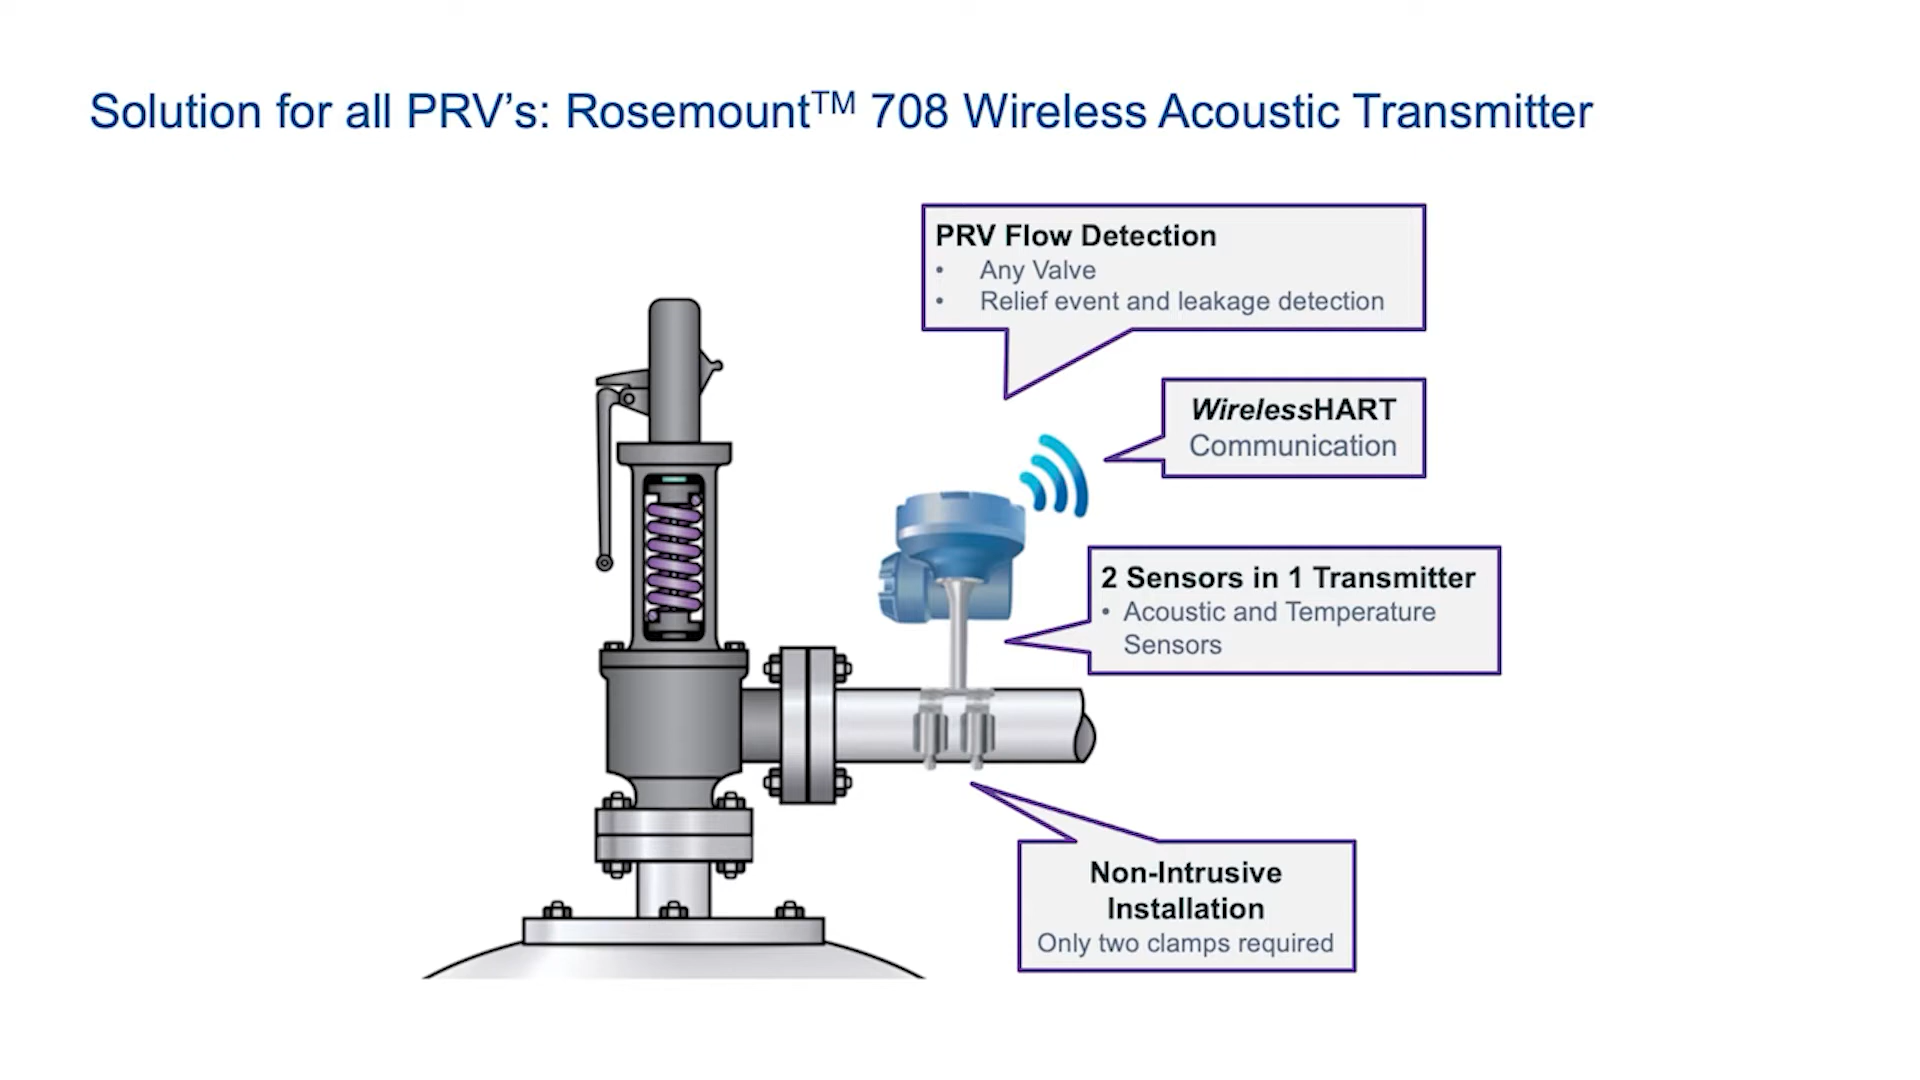 Solution for all PRV’s: Rosemount™ 708 Wireless Acoustic Transmitter
PRV Flow Detection
• Any Valve
• Relief event and leakage detection
WirelessHART
Communication
2 Sensors in 1 Transmitter
• Acoustic and Temperature
Sensors
Non-Intrusive
Installation
Only two clamps required